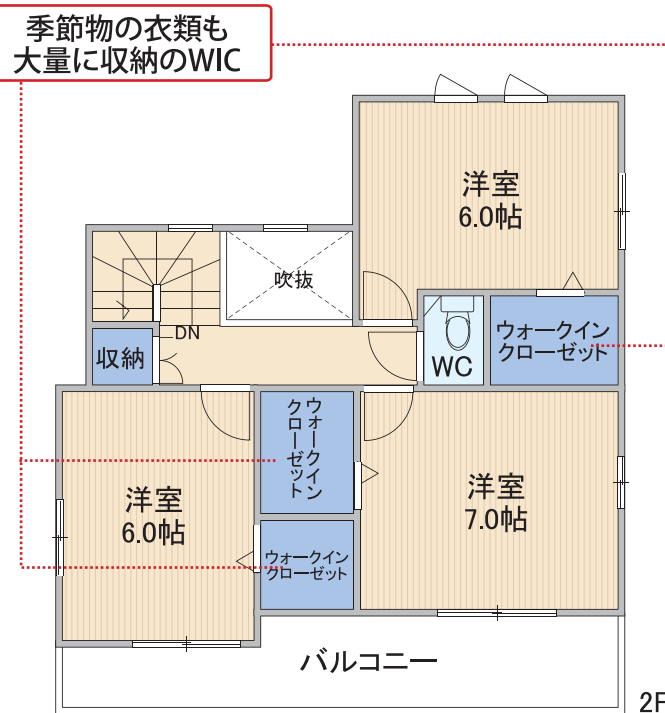 季節物の衣類も
大量に収納のWIC
洋室
6.0帖
吹抜
DN
収納
WC
ウォークイン
クローゼット
ウォークイン
クローゼット
洋室
6.0帖
洋室
7.0帖
ウォークイン
クローゼット
バルコニー
2F